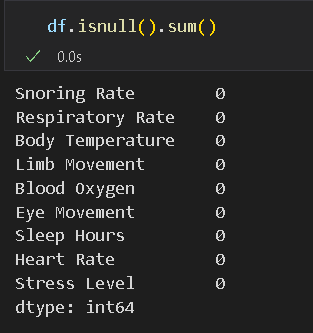 df.isnull().sum()
0.0s
Snoring Rate 0
Respiratory Rate 0
Body Temperature 0
Limb Movement 0
Blood Oxygen 0
Eye Movement 0
Sleep Hours 0
Heart Rate 0
Stress Level 0
dtype: int64